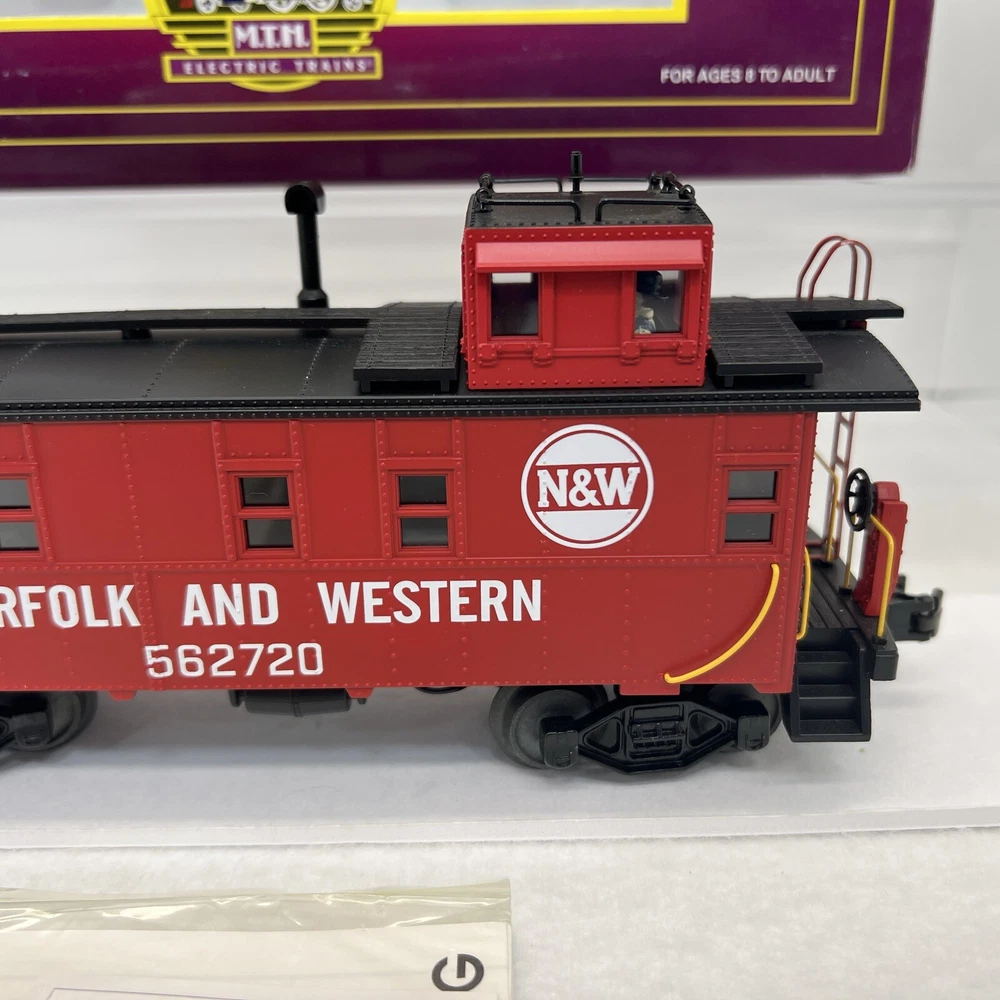 M.T.H.
ELECTRIC TRAINS
FOR AGES 8 TO ADULT
N&W
RFOLK AND WESTERN
562720
G